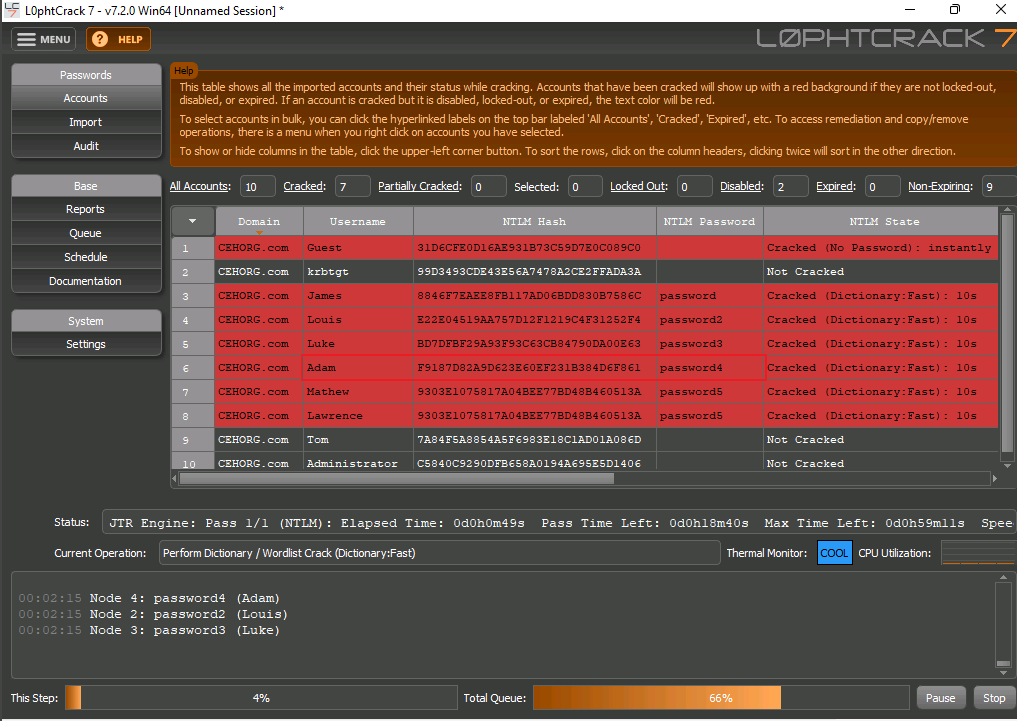 L0phtCrack 7 - v7.2.0 Win64 [Unnamed Session] *
MENU
? HELP
LØPHTCRACK 7
Passwords
Accounts
Import
Audit
Base
Reports
Queue
Schedule
Documentation
System
Settings
Help
This table shows all the imported accounts and their status while cracking. Accounts that have been cracked will show up with a red background if they are not locked-out,
disabled, or expired. If an account is cracked but it is disabled, locked-out, or expired, the text color will be red.
To select accounts in bulk, you can click the hyperlinked labels on the top bar labeled 'All Accounts', 'Cracked', 'Expired', etc. To access remediation and copy/remove
operations, there is a menu when you right click on accounts you have selected.
To show or hide columns in the table, click the upper-left corner button. To sort the rows, click on the column headers, clicking twice will sort in the other direction.
All Accounts: 10 Cracked: 7 Partially Cracked: 0 Selected: 0 Locked Out: 0 Disabled: 2 Expired: 0 Non-Expiring: 9
Domain Username NTLM Hash NTLM Password NTLM State
1 CEHORG.com Guest 31D6CFE0D16AE931B73C59D7E0C089C0 Cracked (No Password): instantly
2 CEHORG.com krbtgt 99D3493CDE43E56A7478A2CE2FFADA3A Not Cracked
3 CEHORG.com James 8846F7EAEE8FB117AD06BDD830B7586C password Cracked (Dictionary:Fast): 10s
4 CEHORG.com Louis E22E04519AA757D12F1219C4F31252F4 password2 Cracked (Dictionary:Fast): 10s
5 CEHORG.com Luke BD7DFBF29A93F93C63CB84790DA00E63 password3 Cracked (Dictionary:Fast): 10s
6 CEHORG.com Adam F9187D82A9D623E60EF231B384D6F861 password4 Cracked (Dictionary:Fast): 10s
7 CEHORG.com Mathew 9303E1075817A04BEE77BD48B460513A password5 Cracked (Dictionary:Fast): 10s
8 CEHORG.com Lawrence 9303E1075817A04BEE77BD48B460513A password5 Cracked (Dictionary:Fast): 10s
9 CEHORG.com Tom 7A84F5A8854A5F6983E18C1AD01A086D Not Cracked
10 CEHORG.com Administrator C5840C9290DFB658A0194A695E5D1406 Not Cracked
Status: JTR Engine: Pass 1/1 (NTLM): Elapsed Time: 0d0h0m49s Pass Time Left: 0d0h18m40s Max Time Left: 0d0h59m11s Spee
Current Operation: Perform Dictionary / Wordlist Crack (Dictionary:Fast) Thermal Monitor: COOL CPU Utilization:
00:02:15 Node 4: password4 (Adam)
00:02:15 Node 2: password2 (Louis)
00:02:15 Node 3: password3 (Luke)
This Step: 4% Total Queue: 66% Pause Stop